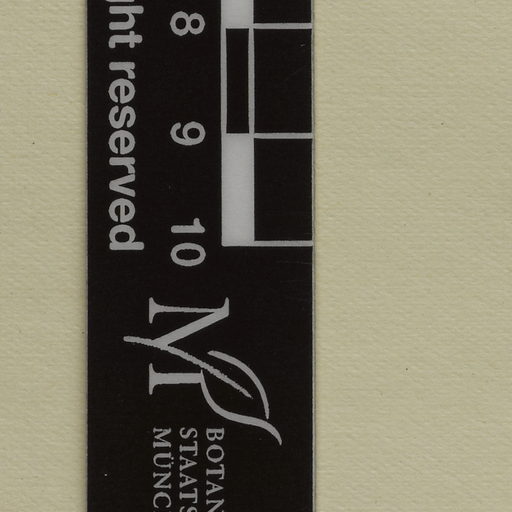 ght reserved
8 9 10
M
BOTAN
STAATS
MÜNC